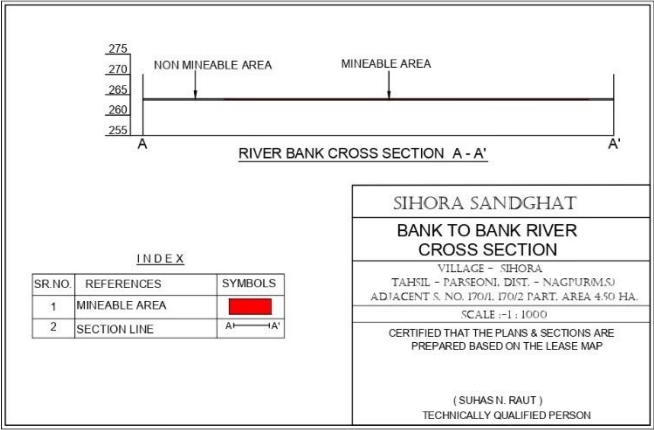 275
270
265
260
255
NON MINEABLE AREA
MINEABLE AREA
A
A'
RIVER BANK CROSS SECTION A - A'
INDEX
SR.NO. REFERENCES SYMBOLS
1 MINEABLE AREA
2 SECTION LINE A A'
SIHORA SANDGHAT
BANK TO BANK RIVER
CROSS SECTION
VILLAGE - SIHORA
TAHSIL - PARSEONI, DIST. - NAGPUR(M.S)
ADJACENT S. NO. 170/1, 170/2 PART, AREA 4.50 HA.
SCALE :-1 : 1000
CERTIFIED THAT THE PLANS & SECTIONS ARE
PREPARED BASED ON THE LEASE MAP
( SUHAS N. RAUT )
TECHNICALLY QUALIFIED PERSON